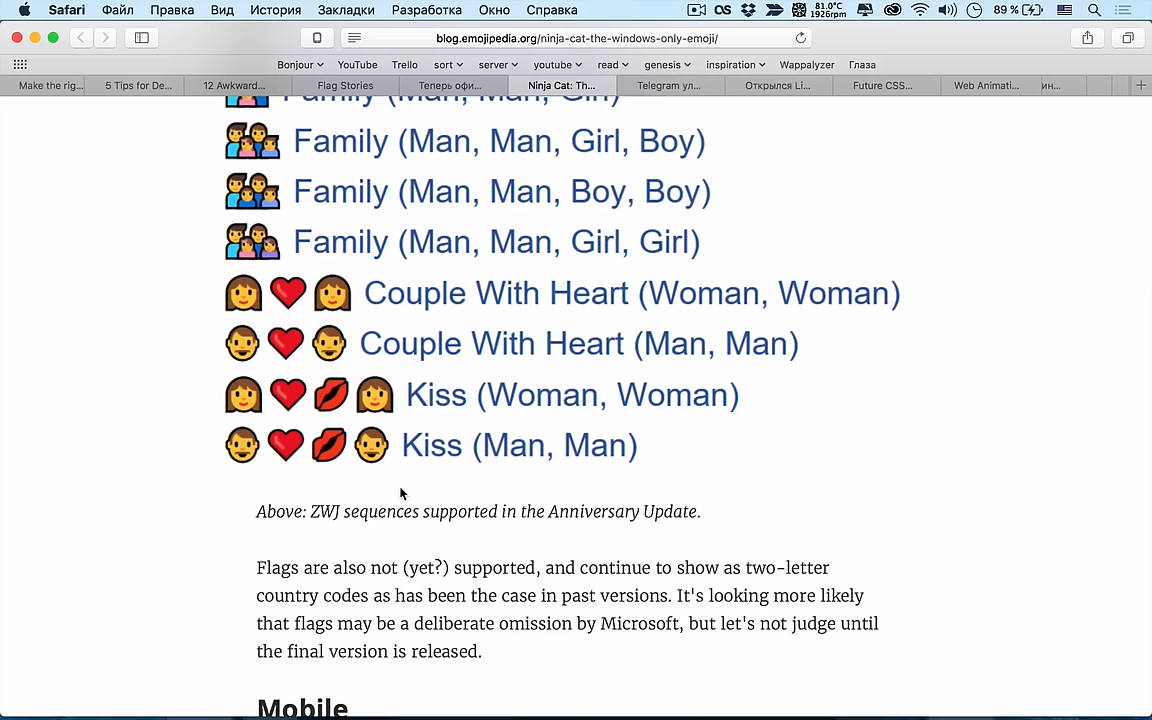 Safari Файл Правка Вид История Закладки Разработка Окно Справка 81.0°C 1926rpm 89 %
blog.emojipedia.org/ninja-cat-the-windows-only-emoji/
Bonjour YouTube Trello sort server youtube read genesis inspiration Wappalyzer Глаза
Make the rig... 5 Tips for De... 12 Awkward... Flag Stories Теперь офи... Ninja Cat: Th... Telegram ул... Открылся Li... Future CSS... Web Animati... ин...
Family (Man, Man, Girl)
Family (Man, Man, Girl, Boy)
Family (Man, Man, Boy, Boy)
Family (Man, Man, Girl, Girl)
Couple With Heart (Woman, Woman)
Couple With Heart (Man, Man)
Kiss (Woman, Woman)
Kiss (Man, Man)
Above: ZWJ sequences supported in the Anniversary Update.
Flags are also not (yet?) supported, and continue to show as two-letter
country codes as has been the case in past versions. It's looking more likely
that flags may be a deliberate omission by Microsoft, but let's not judge until
the final version is released.
Mobile